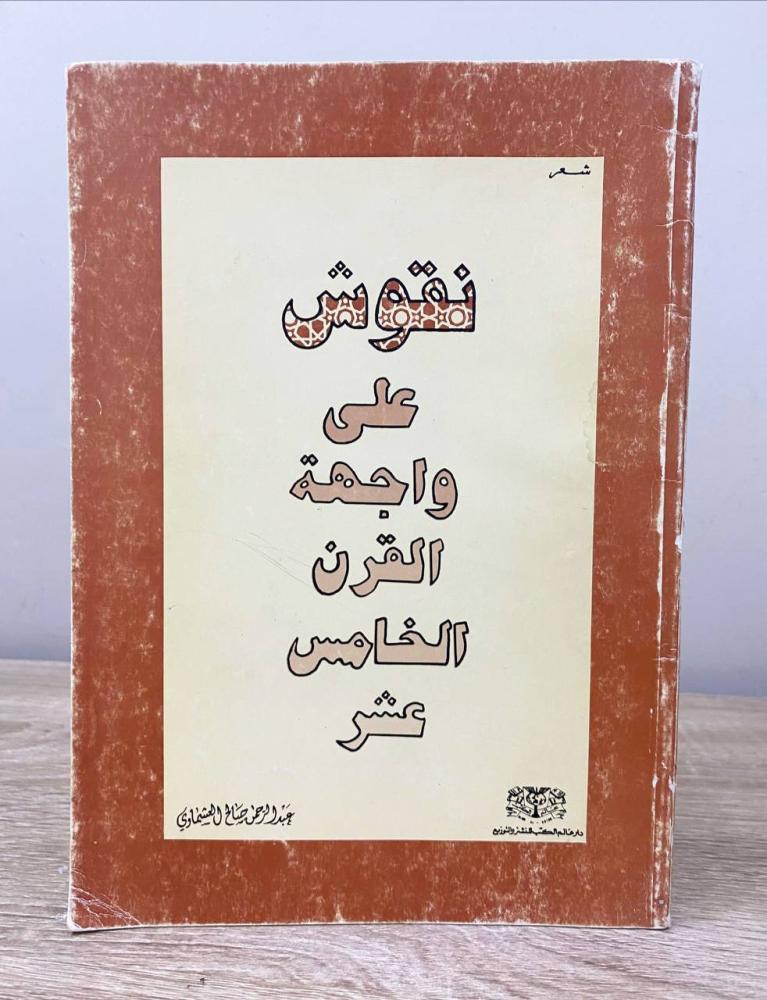 شعر
نقوش
على
واجهة
القرن
الخامس
عشر
عبد الرحمن صالح العشماوي
دار عالم الكتب للنشر والتوزيع